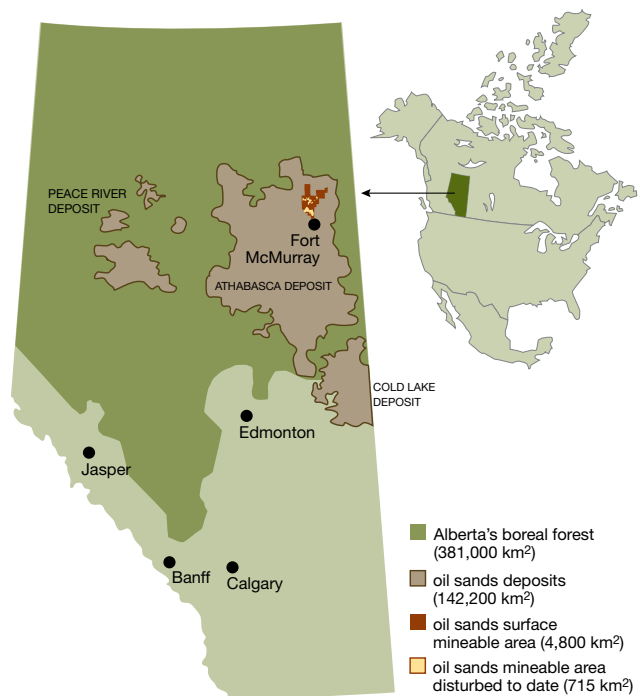 PEACE RIVER
DEPOSIT
Fort
McMurray
ATHABASCA DEPOSIT
COLD LAKE
DEPOSIT
Edmonton
Jasper
Banff
Calgary
Alberta's boreal forest
(381,000 km²)
oil sands deposits
(142,200 km²)
oil sands surface
mineable area (4,800 km²)
oil sands mineable area
disturbed to date (715 km²)